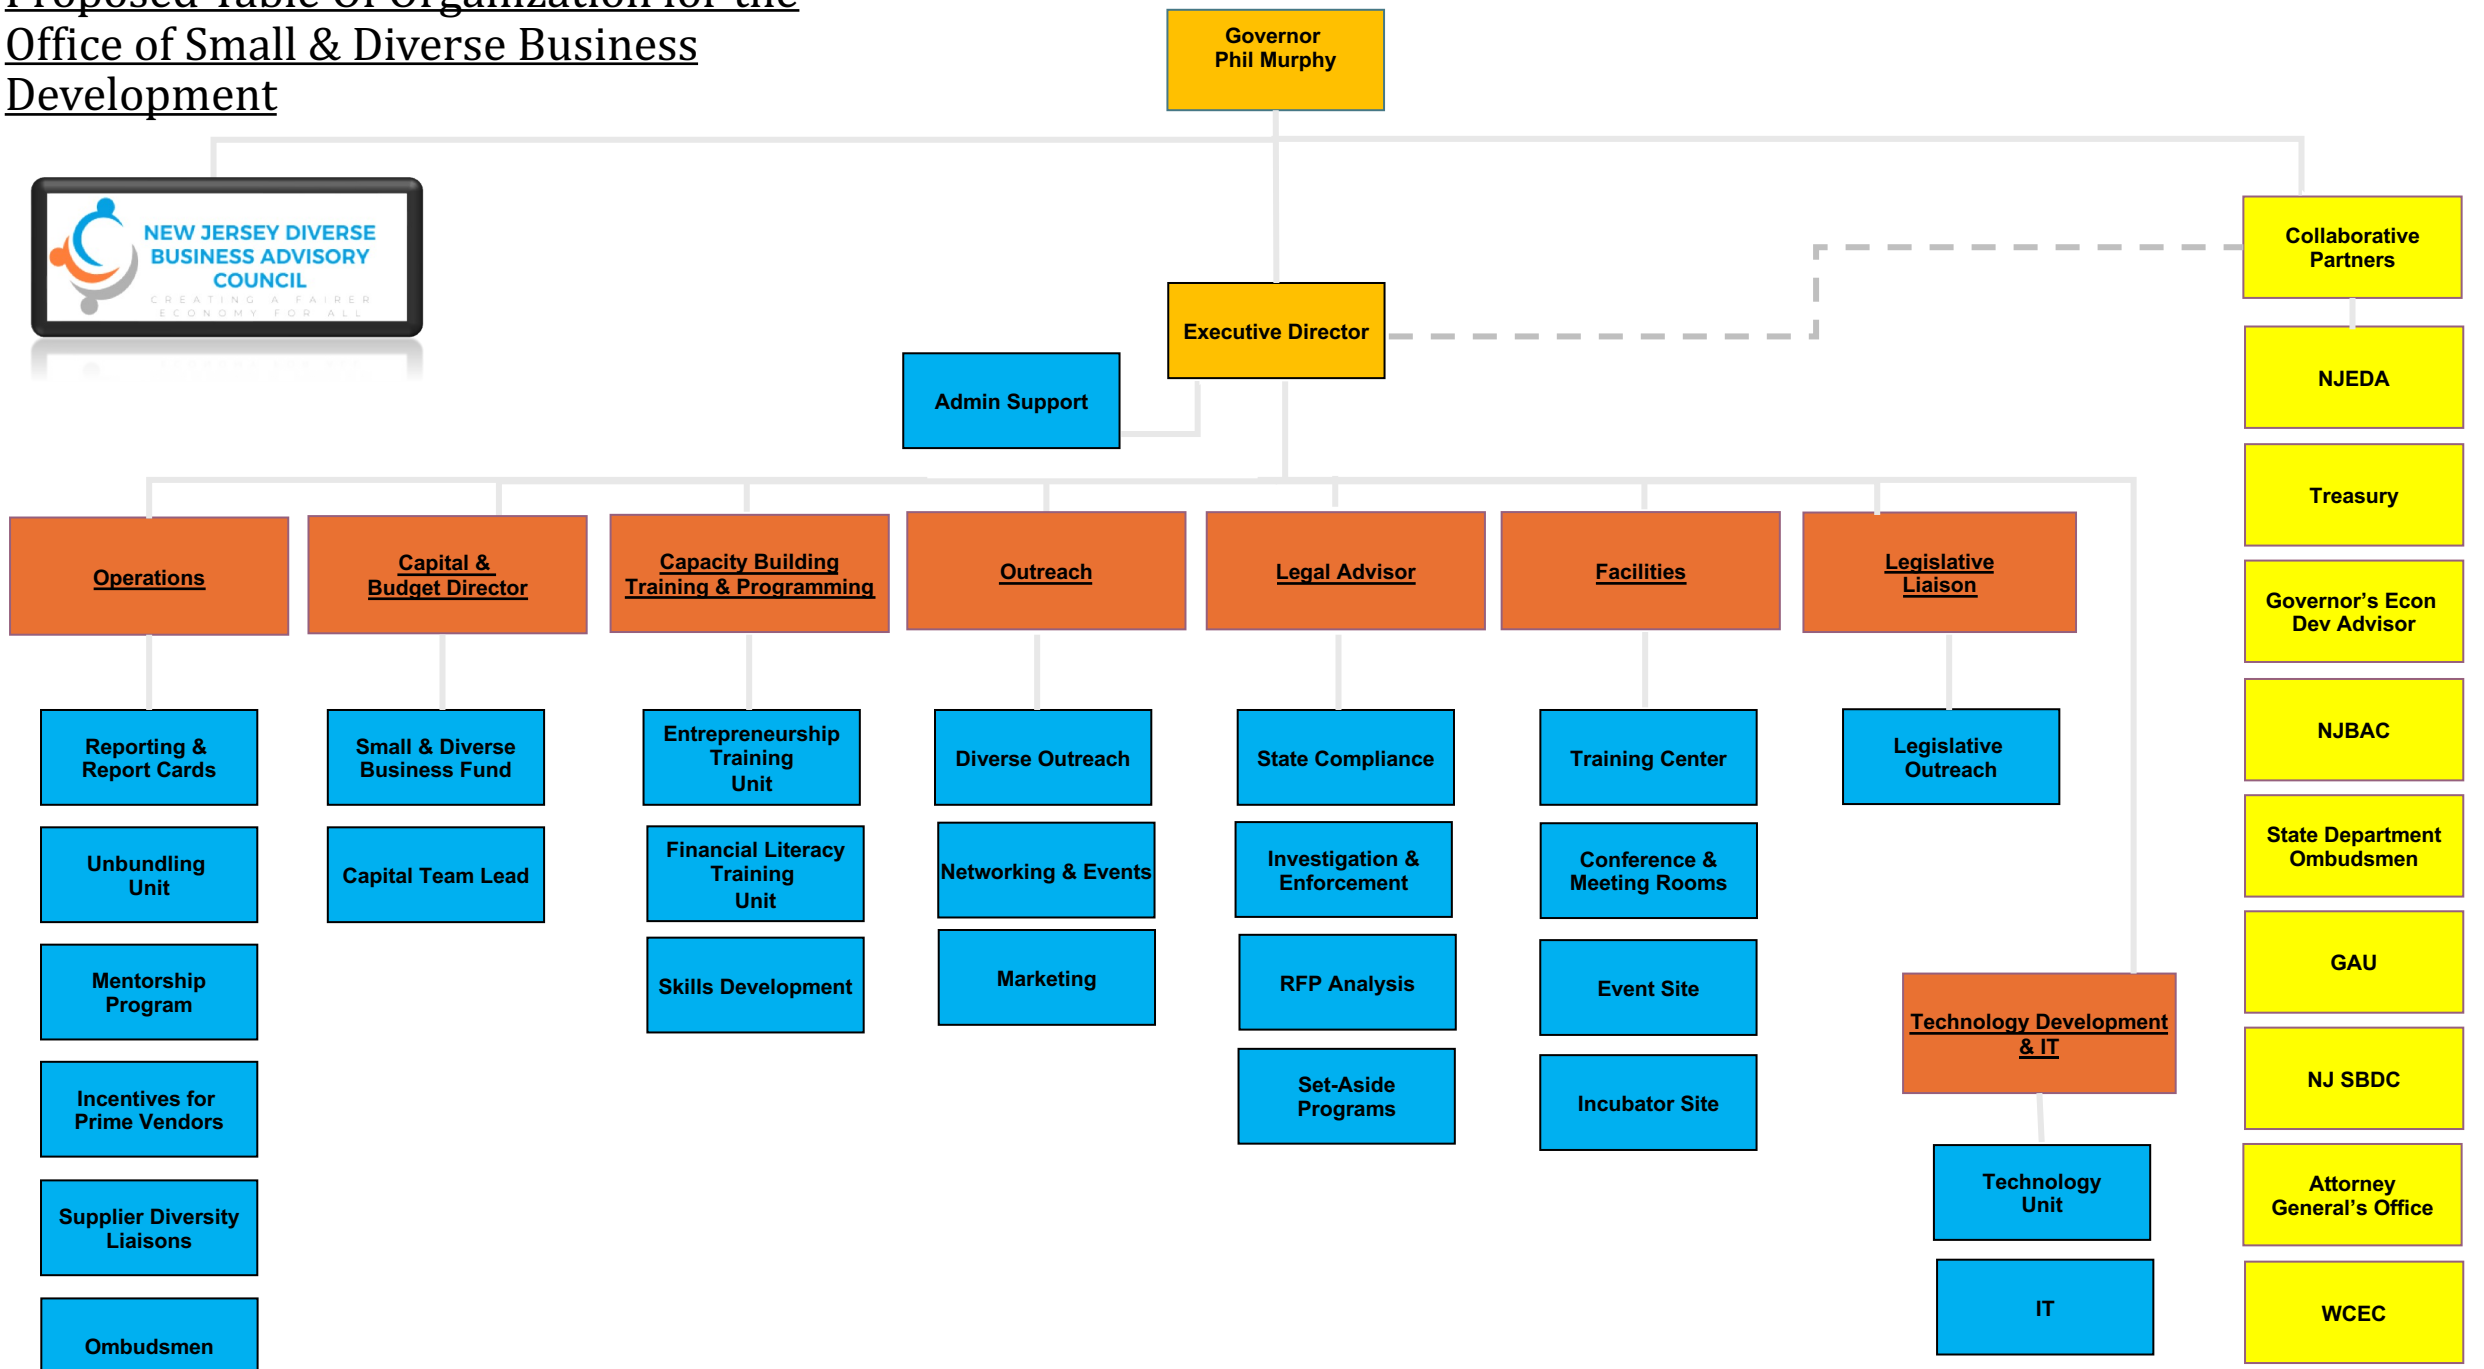 Proposed Table Of Organization for the
Office of Small & Diverse Business
Development
Governor
Phil Murphy
NEW JERSEY DIVERSE
BUSINESS ADVISORY
COUNCIL
CREATING A FAIRER
ECONOMY FOR ALL
Collaborative
Partners
Executive Director
Admin Support
NJEDA
Treasury
Governor’s Econ
Dev Advisor
NJBAC
State Department
Ombudsmen
GAU
NJ SBDC
Attorney
General’s Office
WCEC
Operations
Reporting &
Report Cards
Unbundling
Unit
Mentorship
Program
Incentives for
Prime Vendors
Supplier Diversity
Liaisons
Ombudsmen
Capital &
Budget Director
Small & Diverse
Business Fund
Capital Team Lead
Capacity Building
Training & Programming
Entrepreneurship
Training
Unit
Financial Literacy
Training
Unit
Skills Development
Outreach
Diverse Outreach
Networking & Events
Marketing
Legal Advisor
State Compliance
Investigation &
Enforcement
RFP Analysis
Set-Aside
Programs
Facilities
Training Center
Conference &
Meeting Rooms
Event Site
Incubator Site
Legislative
Liaison
Legislative
Outreach
Technology Development
& IT
Technology
Unit
IT